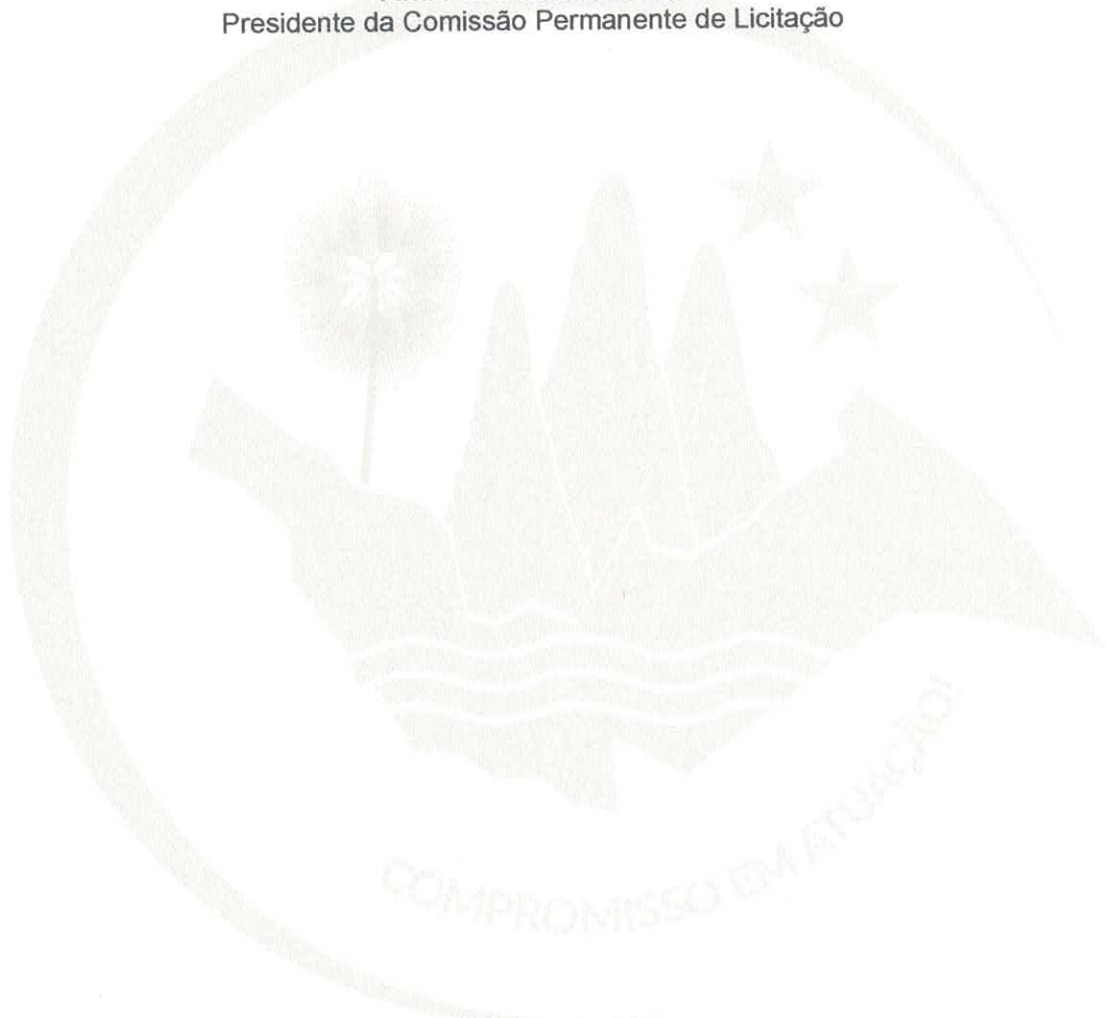 Presidente da Comissão Permanente de Licitação
COMPROMISSO EM ATUAÇÃO!